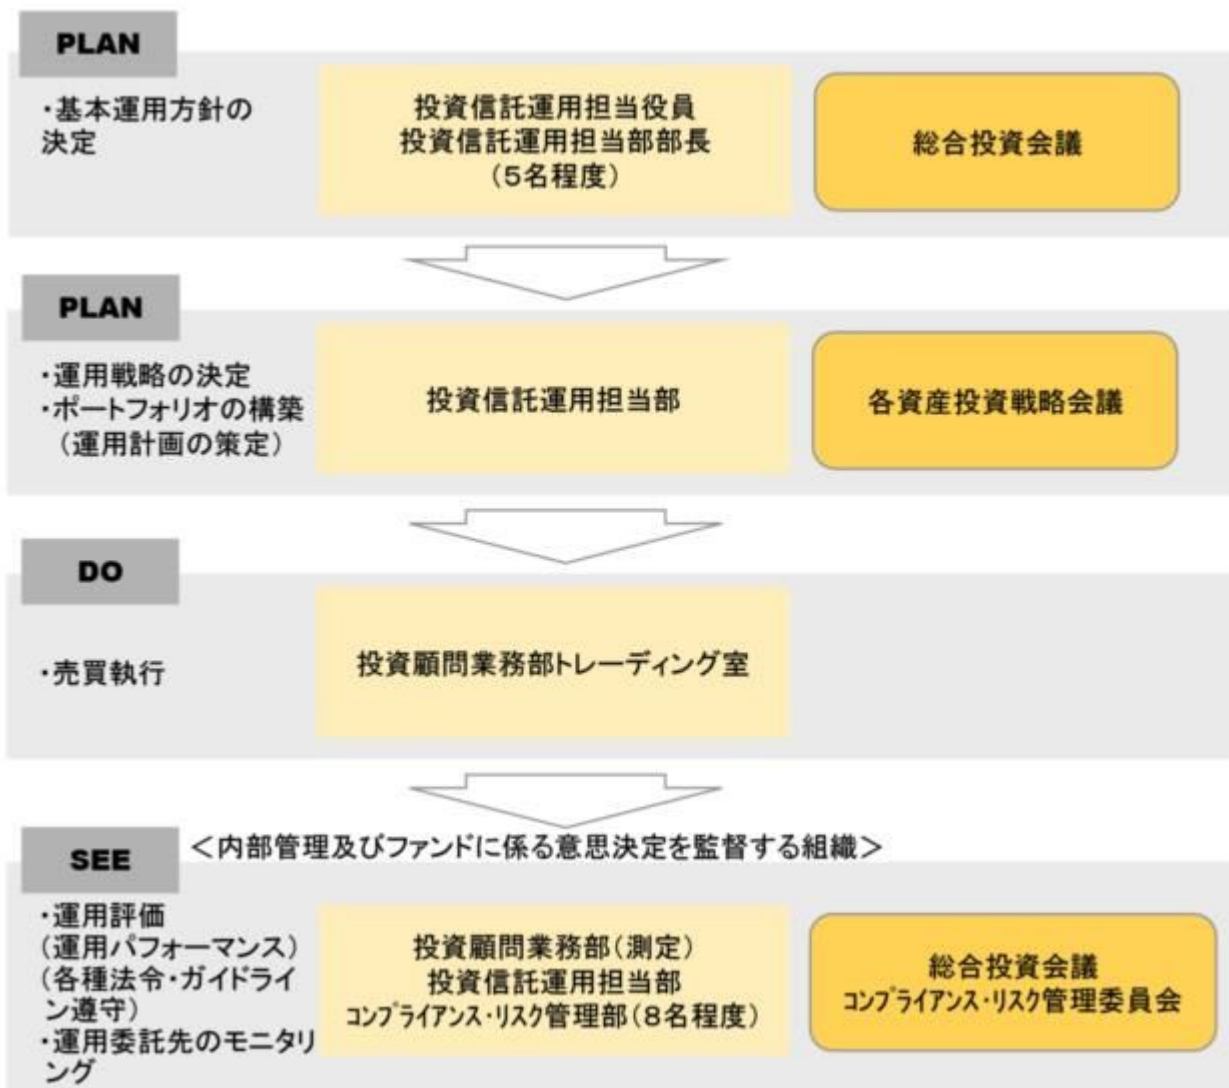 PLAN
・基本運用方針の
決定
投資信託運用担当役員
投資信託運用担当部部長
（５名程度）
総合投資会議
PLAN
・運用戦略の決定
・ポートフォリオの構築
（運用計画の策定）
投資信託運用担当部
各資産投資戦略会議
DO
・売買執行
投資顧問業務部トレーディング室
SEE
＜内部管理及びファンドに係る意思決定を監督する組織＞
・運用評価
（運用パフォーマンス）
（各種法令・ガイドライ
ン遵守）
・運用委託先のモニタリ
ング
投資顧問業務部（測定）
投資信託運用担当部
ｺﾝﾌﾟﾗｲｱﾝｽ・ﾘｽｸ管理部（８名程度）
総合投資会議
ｺﾝﾌﾟﾗｲｱﾝｽ・ﾘｽｸ管理委員会